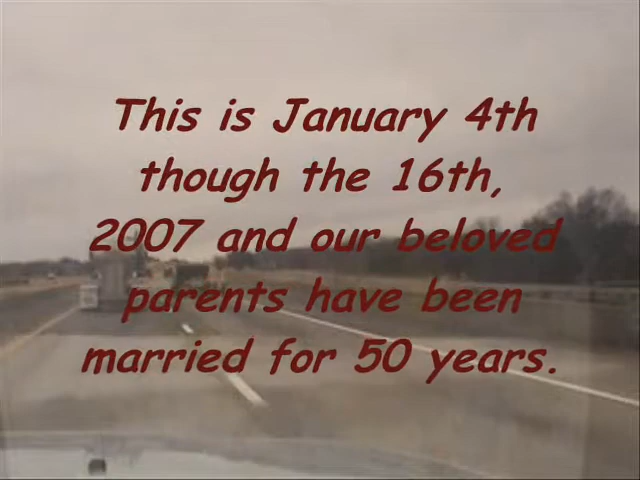 This is January 4th
though the 16th,
2007 and our beloved
parents have been
married for 50 years.